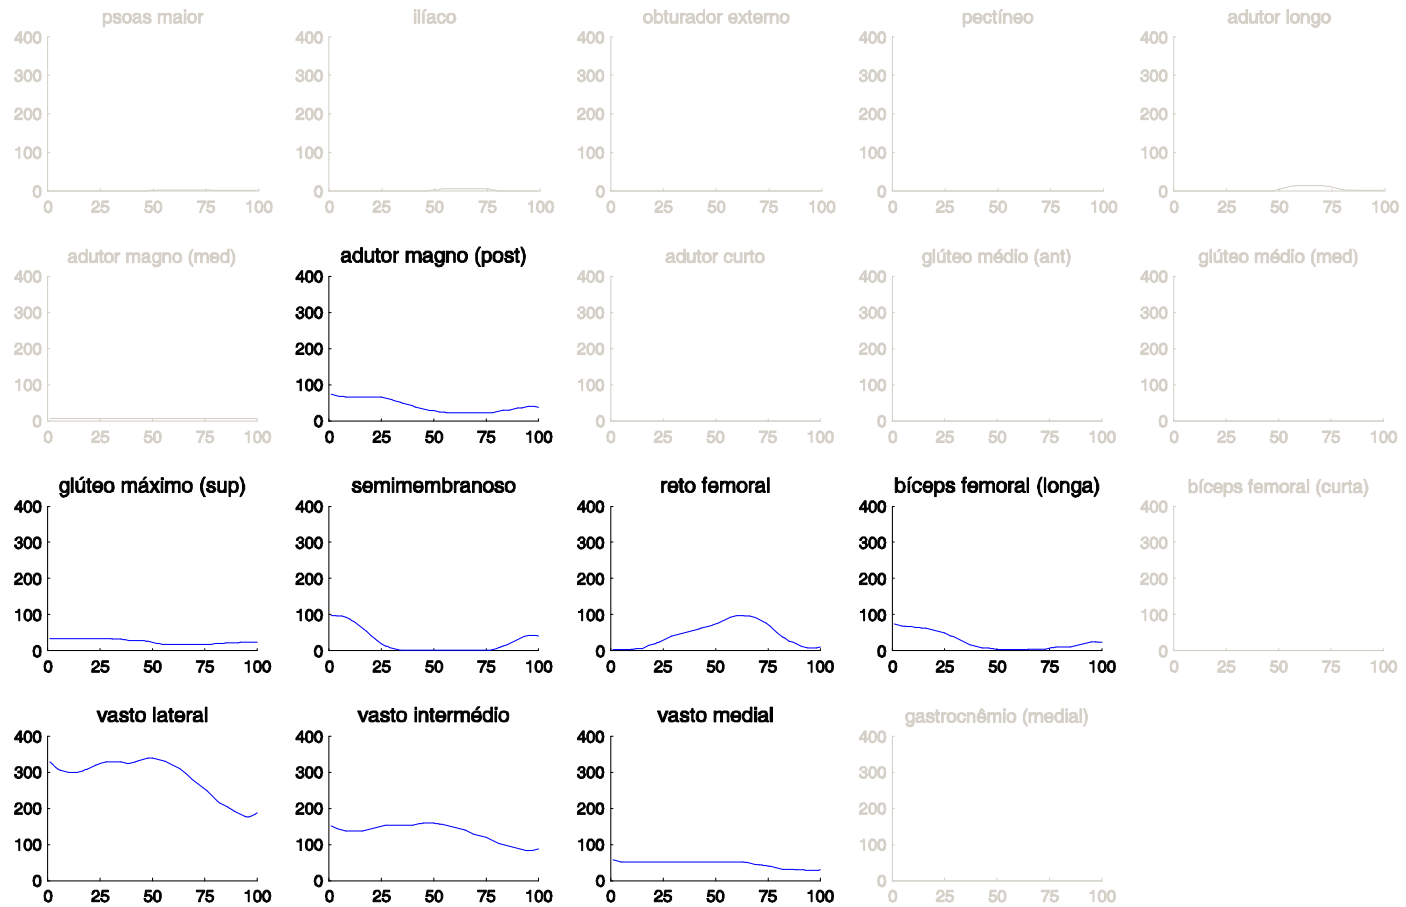 psoas maior
ilíaco
obturador externo
pectíneo
adutor longo
400 400 400 400 400
300 300 300 300 300
200 200 200 200 200
100 100 100 100 100
0 0 0 0 0
0 25 50 75 100 0 25 50 75 100 0 25 50 75 100 0 25 50 75 100 0 25 50 75 100
adutor magno (med)
adutor magno (post)
adutor curto
glúteo médio (ant)
glúteo médio (med)
400 400 400 400 400
300 300 300 300 300
200 200 200 200 200
100 100 100 100 100
0 0 0 0 0
0 25 50 75 100 0 25 50 75 100 0 25 50 75 100 0 25 50 75 100 0 25 50 75 100
glúteo máximo (sup)
semimembranoso
reto femoral
bíceps femoral (longa)
bíceps femoral (curta)
400 400 400 400 400
300 300 300 300 300
200 200 200 200 200
100 100 100 100 100
0 0 0 0 0
0 25 50 75 100 0 25 50 75 100 0 25 50 75 100 0 25 50 75 100 0 25 50 75 100
vasto lateral
vasto intermédio
vasto medial
gastrocnêmio (medial)
400 400 400 400
300 300 300 300
200 200 200 200
100 100 100 100
0 0 0 0
0 25 50 75 100 0 25 50 75 100 0 25 50 75 100 0 25 50 75 100